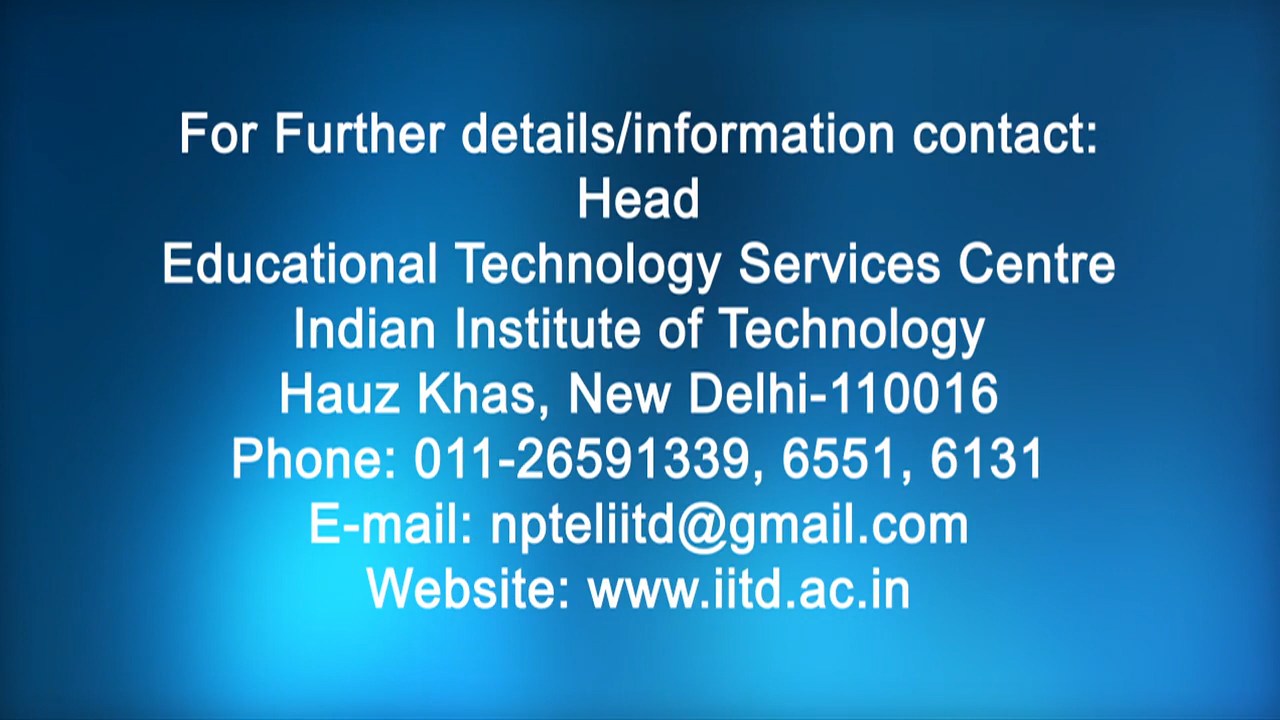 For Further details/information contact:
Head
Educational Technology Services Centre
Indian Institute of Technology
Hauz Khas, New Delhi-110016
Phone: 011-26591339, 6551, 6131
E-mail: npteliitd@gmail.com
Website: www.iitd.ac.in